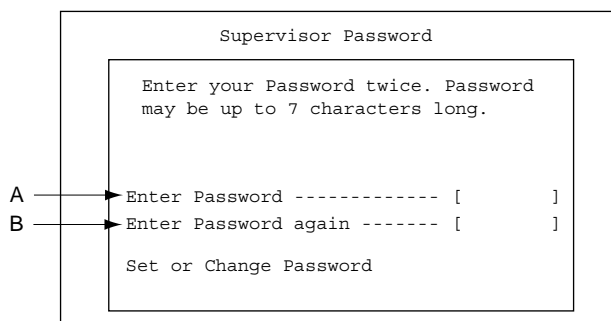 Supervisor Password
Enter your Password twice. Password
may be up to 7 characters long.
A
Enter Password ------------- [ ]
B
Enter Password again ------- [ ]
Set or Change Password